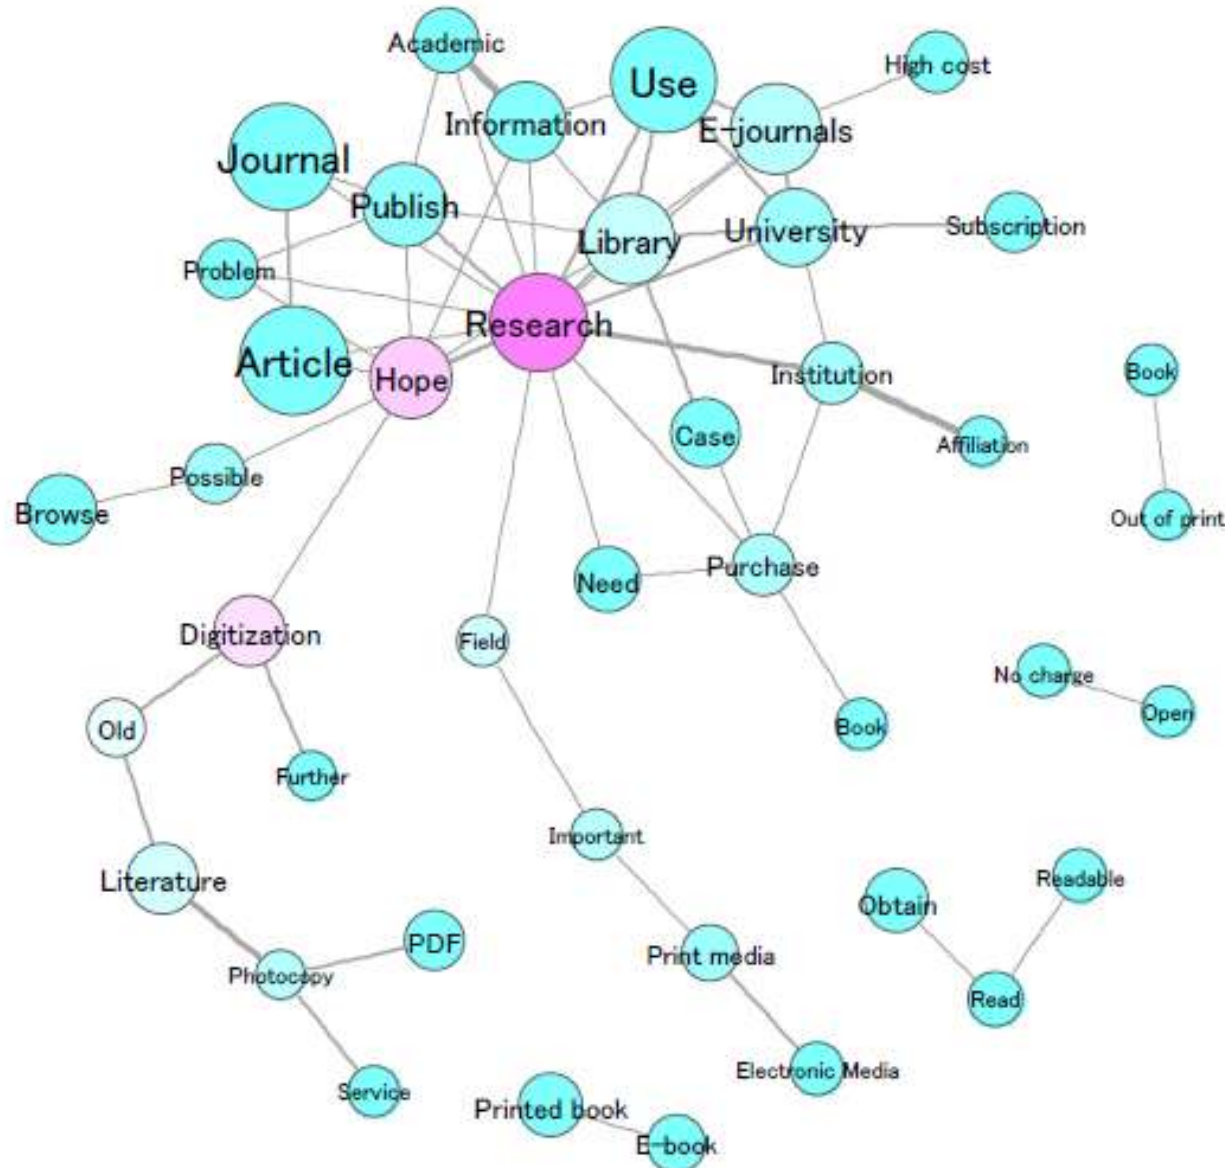 Academic
Use
High cost
Information
E-journals
Journal
Publish
Library
University
Subscription
Problem
Research
Article
Hope
Institution
Book
Case
Affiliation
Possible
Browse
Out of print
Need
Purchase
Digitization
Field
No charge
Open
Old
Book
Further
Important
Literature
Readable
Obtain
PDF
Photocopy
Print media
Read
Electronic Media
Service
Printed book
E-book